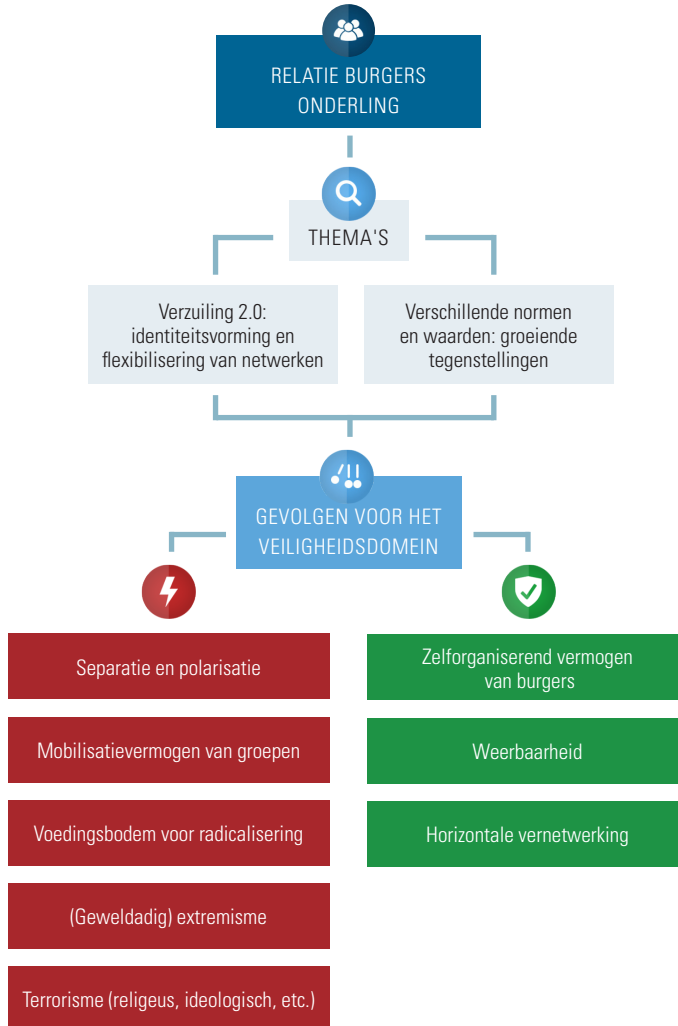 RELATIE BURGERS
ONDERLING
THEMA'S
Verzuiling 2.0:
identiteitsvorming en
flexibilisering van netwerken
Verschillende normen
en waarden: groeiende
tegenstellingen
GEVOLGEN VOOR HET
VEILIGHEIDSDOMEIN
Separatie en polarisatie
Mobilisatievermogen van groepen
Voedingsbodem voor radicalisering
(Geweldadig) extremisme
Terrorisme (religeus, ideologisch, etc.)
Zelforganiserend vermogen
van burgers
Weerbaarheid
Horizontale vernetwerking